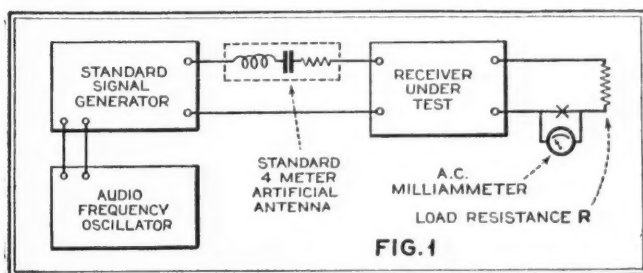 STANDARD
SIGNAL
GENERATOR
AUDIO
FREQUENCY
OSCILLATOR
STANDARD
4 METER
ARTIFICIAL
ANTENNA
RECEIVER
UNDER
TEST
A.C.
MILLIAMMETER
LOAD RESISTANCE R
FIG. 1